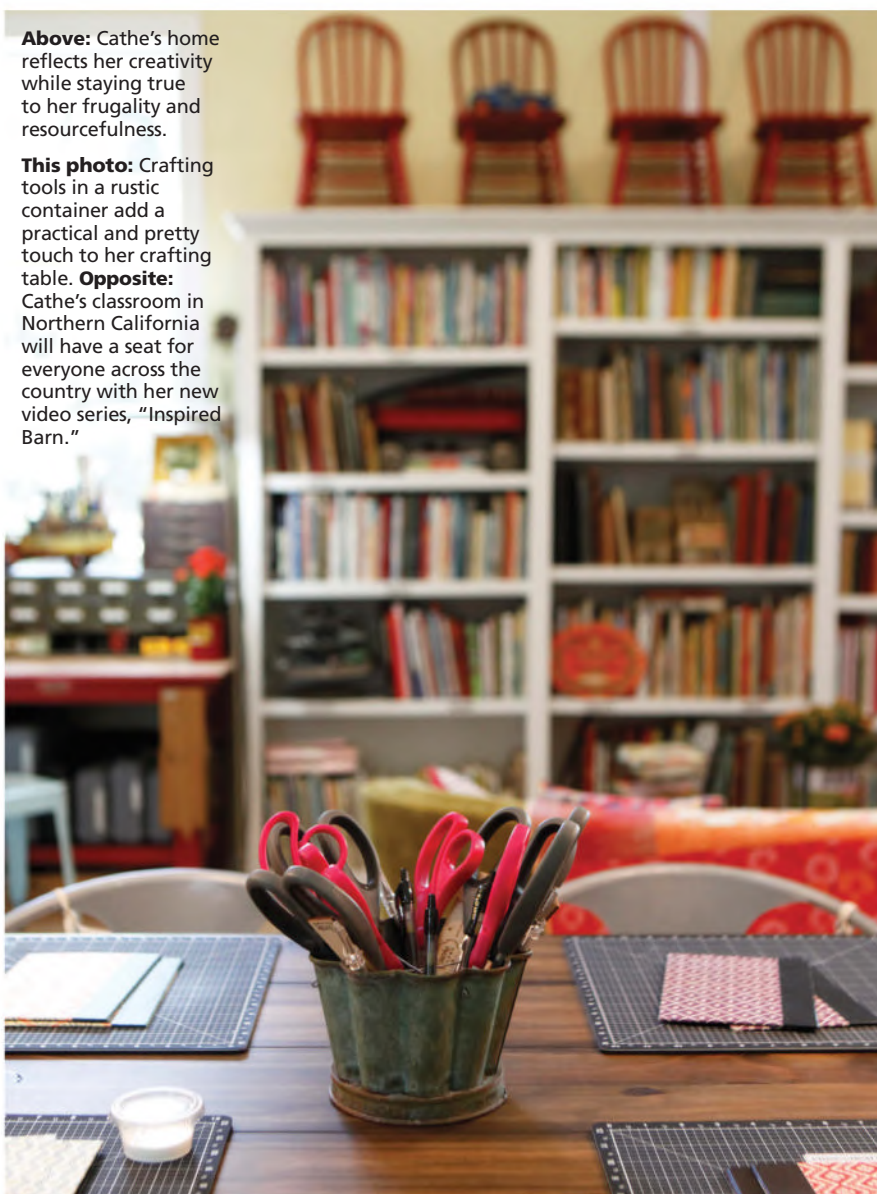 Above: Cathe's home
reflects her creativity
while staying true
to her frugality and
resourcefulness.
This photo: Crafting
tools in a rustic
container add a
practical and pretty
touch to her crafting
table. Opposite:
Cathe's classroom in
Northern California
will have a seat for
everyone across the
country with her new
video series, “Inspired
Barn.”